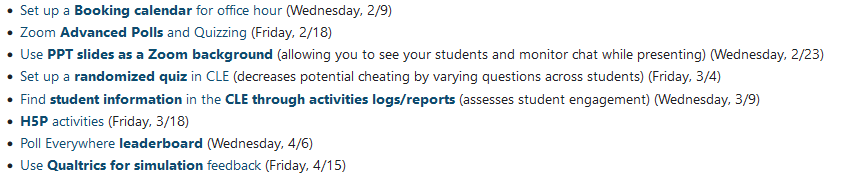 • Set up a Booking calendar for office hour (Wednesday, 2/9)
• Zoom Advanced Polls and Quizzing (Friday, 2/18)
• Use PPT slides as a Zoom background (allowing you to see your students and monitor chat while presenting) (Wednesday, 2/23)
• Set up a randomized quiz in CLE (decreases potential cheating by varying questions across students) (Friday, 3/4)
• Find student information in the CLE through activities logs/reports (assesses student engagement) (Wednesday, 3/9)
• H5P activities (Friday, 3/18)
• Poll Everywhere leaderboard (Wednesday, 4/6)
• Use Qualtrics for simulation feedback (Friday, 4/15)